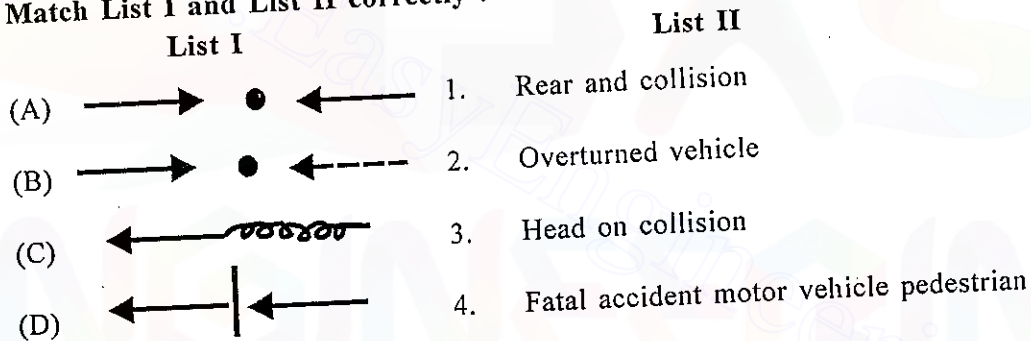 Match List I and List II correctly :
List I
List II
(A)
1. Rear and collision
(B)
2. Overturned vehicle
(C)
3. Head on collision
(D)
4. Fatal accident motor vehicle pedestrian
EasyEngineering